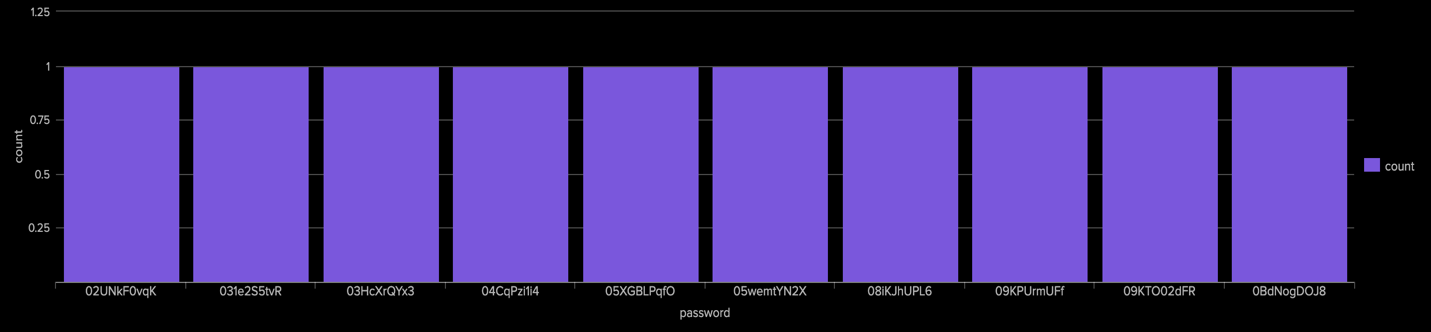 1.25
1
0.75
0.5
0.25
count
02UNkF0vqK
031e2S5tvR
03HcXrQYx3
04CqPzi1i4
05XGBLPqfO
05wemtYN2X
08iKJhUPL6
09KPUrmUFf
09KTO02dFR
0BdNogDOJ8
password
count